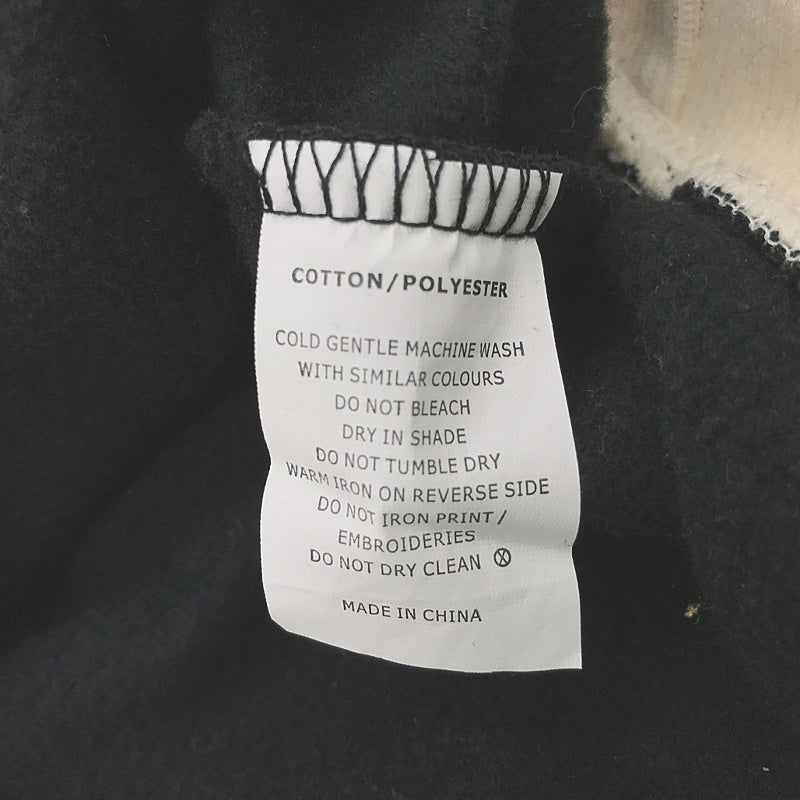 COTTON/POLYESTER
COLD GENTLE MACHINE WASH
WITH SIMILAR COLOURS
DO NOT BLEACH
DRY IN SHADE
DO NOT TUMBLE DRY
WARM IRON ON REVERSE SIDE
DO NOT IRON PRINT/
EMBROIDERIES
DO NOT DRY CLEAN
MADE IN CHINA